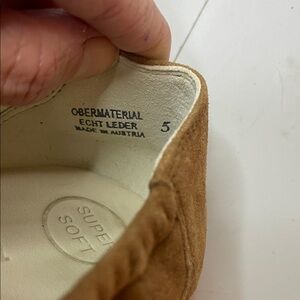 OBERMATERIAL
ECHT LEDER 5
MADE IN AUSTRIA
SUPER
SOFT